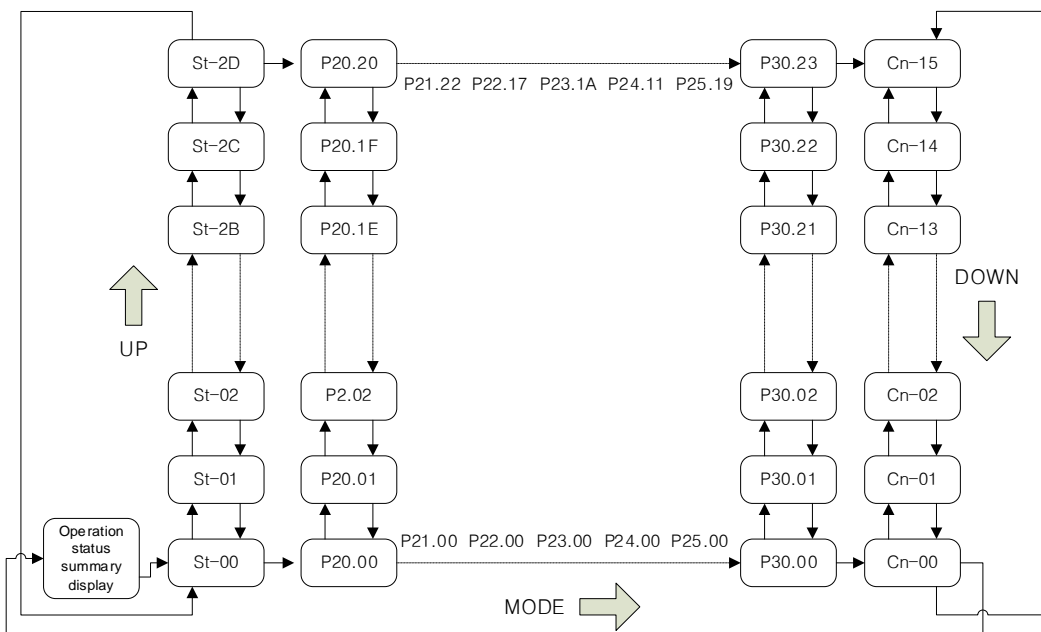 St-2D P20.20 P30.23 Cn-15
P21.22 P22.17 P23.1A P24.11 P25.19
St-2C P20.1F P30.22 Cn-14
St-2B P20.1E P30.21 Cn-13
DOWN
UP
St-02 P2.02 P30.02 Cn-02
St-01 P20.01 P30.01 Cn-01
Operation
status
summary
display
St-00 P20.00 P30.00 Cn-00
P21.00 P22.00 P23.00 P24.00 P25.00
MODE